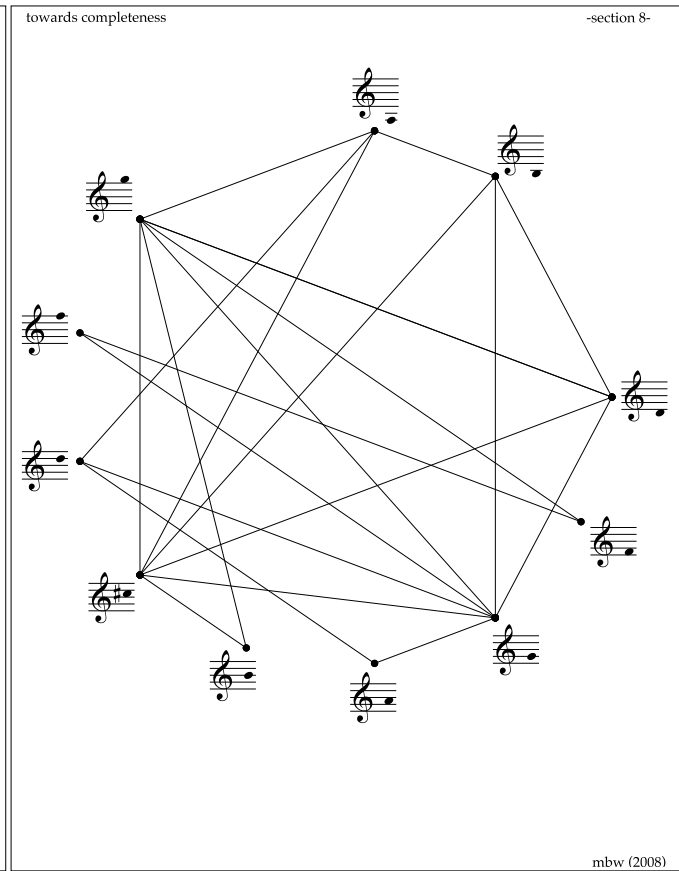 towards completeness
-section 8-
mbw (2008)